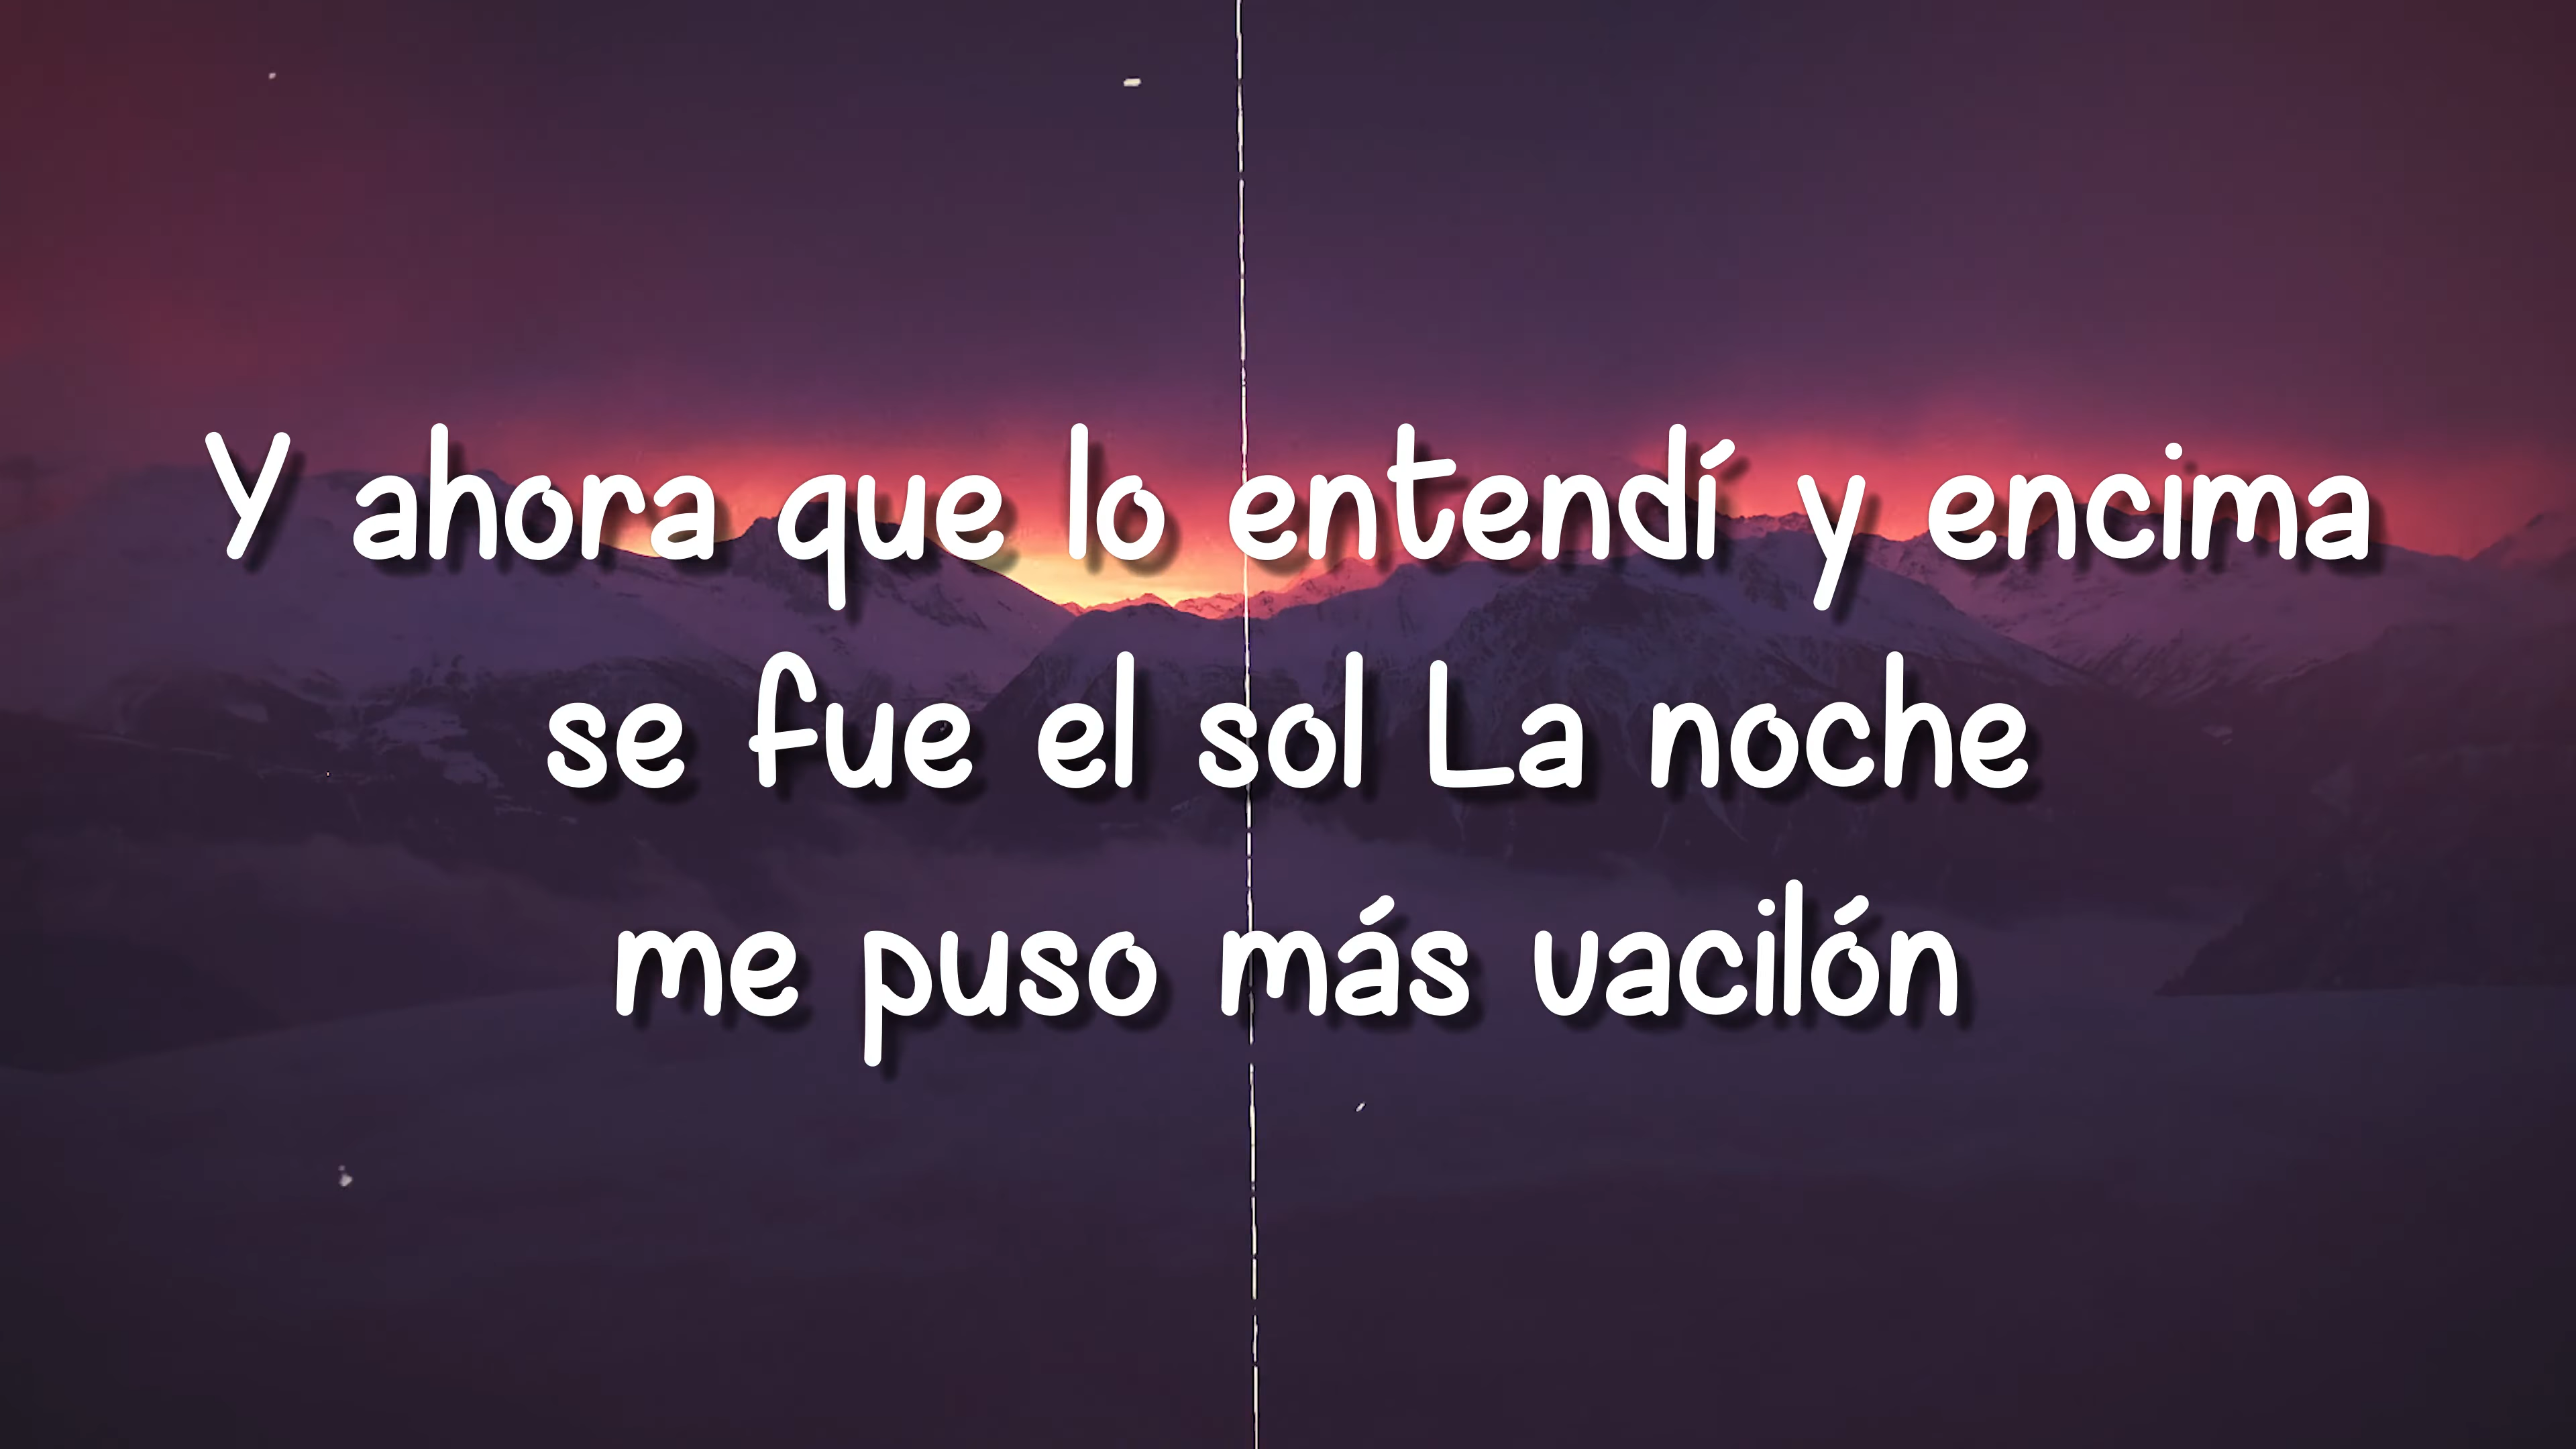 Y ahora que lo entendí y encima
se fue el sol La noche
me puso más vacilón